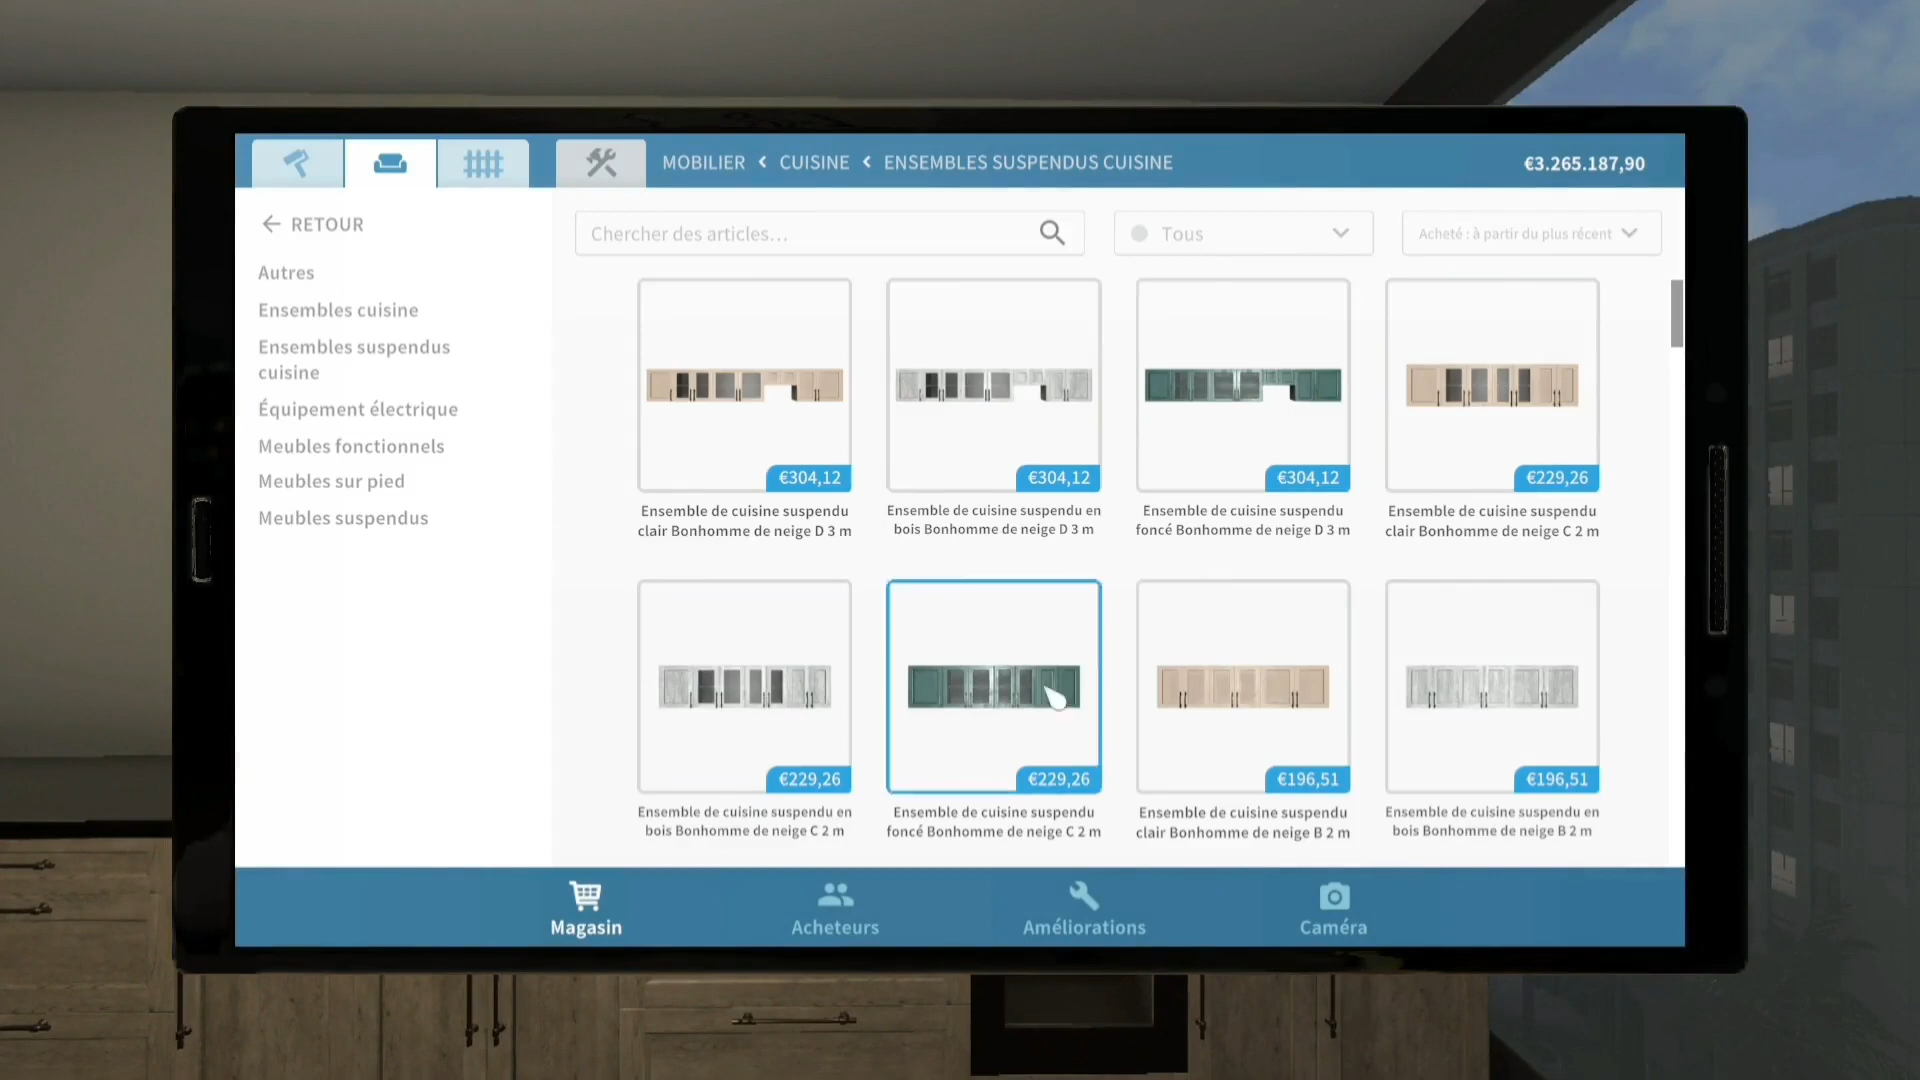 MOBILIER < CUISINE < ENSEMBLES SUSPENDUS CUISINE
€3.265.187,90
RETOUR
Autres
Ensembles cuisine
Ensembles suspendus
cuisine
Équipement électrique
Meubles fonctionnels
Meubles sur pied
Meubles suspendus
Chercher des articles...
Tous
Acheté : à partir du plus récent
€304,12
€304,12
€304,12
€229,26
Ensemble de cuisine suspendu
clair Bonhomme de neige D 3 m
Ensemble de cuisine suspendu en
bois Bonhomme de neige D 3 m
Ensemble de cuisine suspendu
foncé Bonhomme de neige D 3 m
Ensemble de cuisine suspendu
clair Bonhomme de neige C 2 m
€229,26
€229,26
€196,51
€196,51
Ensemble de cuisine suspendu en
bois Bonhomme de neige C 2 m
Ensemble de cuisine suspendu
foncé Bonhomme de neige C 2 m
Ensemble de cuisine suspendu
clair Bonhomme de neige B 2 m
Ensemble de cuisine suspendu en
bois Bonhomme de neige B 2 m
Magasin
Acheteurs
Améliorations
Caméra